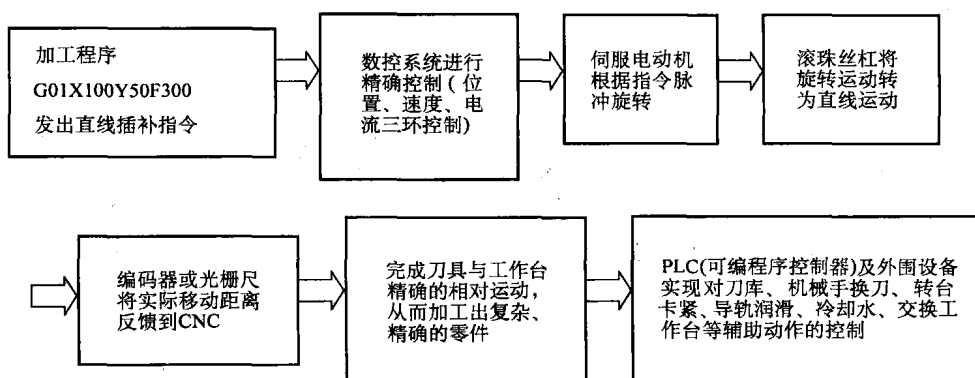 加工程序
G01X100Y50F300
发出直线插补指令
数控系统进行
精确控制(位
置、速度、电
流三环控制)
伺服电动机
根据指令脉
冲旋转
滚珠丝杠将
旋转运动转
为直线运动
编码器或光栅尺
将实际移动距离
反馈到CNC
完成刀具与工作台
精确的相对运动,
从而加工出复杂、
精确的零件
PLC(可编程序控制器)及外围设备
实现对刀库、机械手换刀、转台
卡紧、导轨润滑、冷却水、交换工
作台等辅助动作的控制